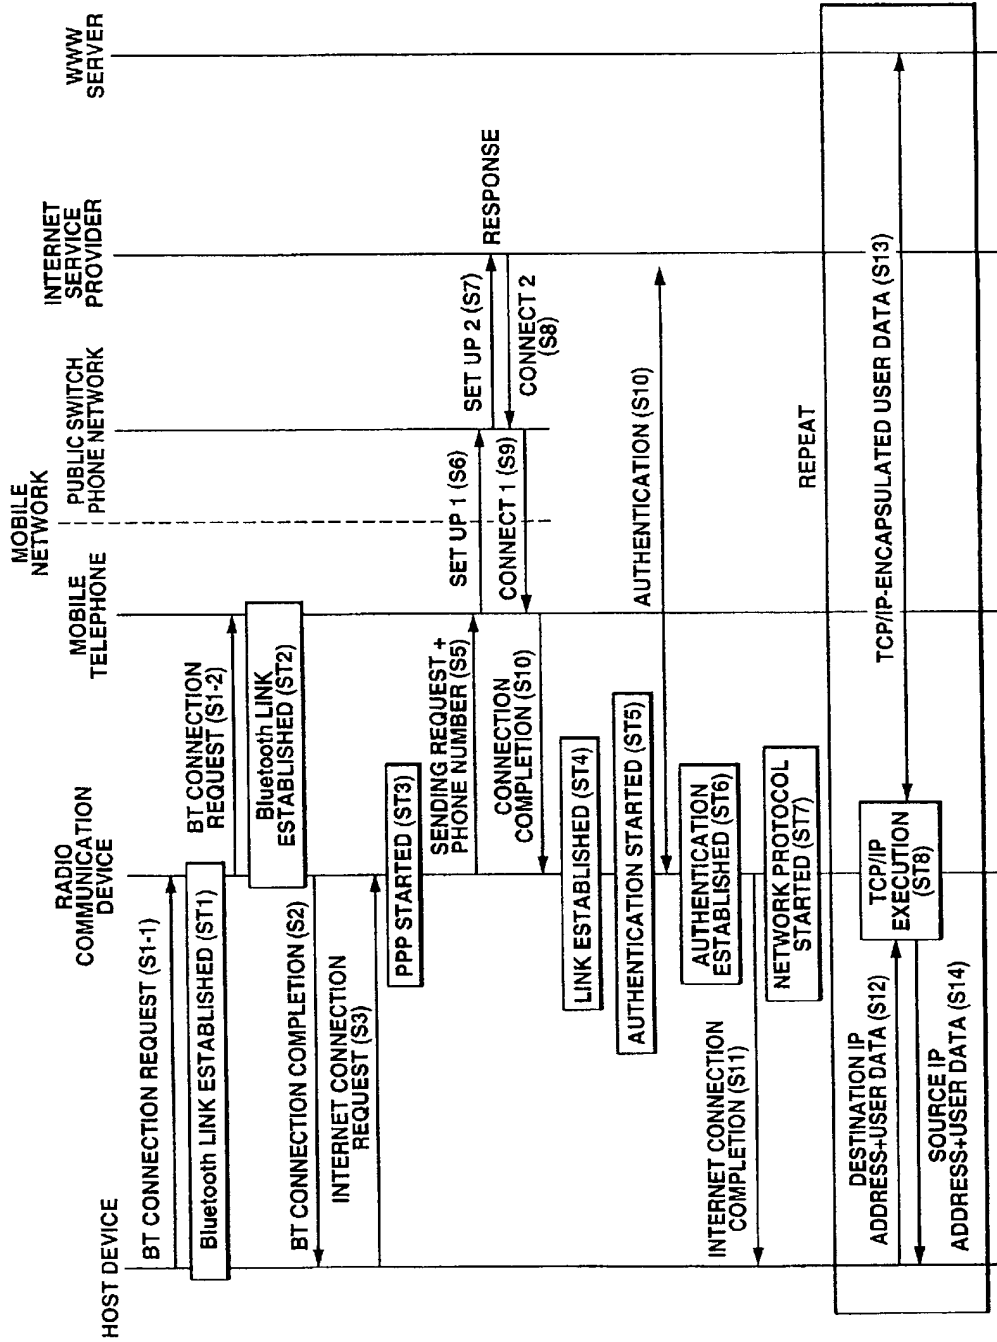 HOST DEVICE
RADIO
COMMUNICATION
DEVICE
MOBILE
TELEPHONE
MOBILE
NETWORK
PUBLIC SWITCH
PHONE NETWORK
INTERNET
SERVICE
PROVIDER
WWW
SERVER
BT CONNECTION REQUEST (S1-1)
Bluetooth LINK ESTABLISHED (ST1)
BT CONNECTION
REQUEST (S1-2)
Bluetooth LINK
ESTABLISHED (ST2)
BT CONNECTION COMPLETION (S2)
INTERNET CONNECTION
REQUEST (S3)
PPP STARTED (ST3)
SENDING REQUEST +
PHONE NUMBER (S5)
SET UP 1 (S6)
SET UP 2 (S7)
RESPONSE
CONNECT 2
(S8)
CONNECT 1 (S9)
CONNECTION
COMPLETION (S10)
LINK ESTABLISHED (ST4)
AUTHENTICATION STARTED (ST5)
AUTHENTICATION (S10)
AUTHENTICATION
ESTABLISHED (ST6)
INTERNET CONNECTION
COMPLETION (S11)
NETWORK PROTOCOL
STARTED (ST7)
REPEAT
DESTINATION IP
ADDRESS+USER DATA (S12)
TCP/IP
EXECUTION
(ST8)
TCP/IP-ENCAPSULATED USER DATA (S13)
SOURCE IP
ADDRESS+USER DATA (S14)